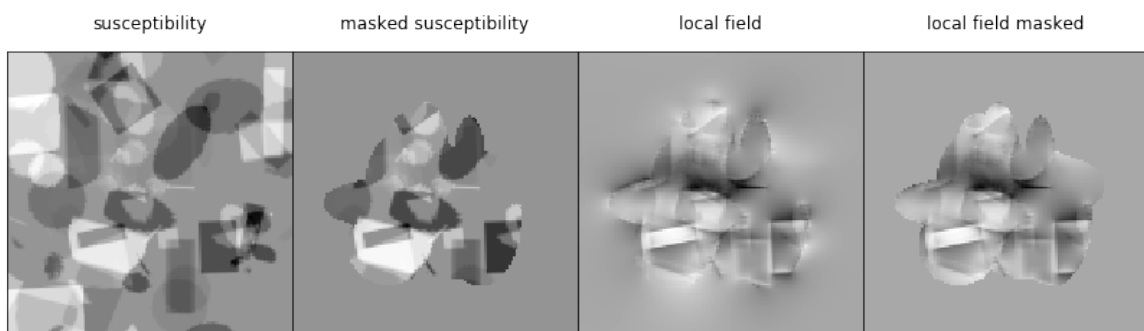 susceptibility
masked susceptibility
local field
local field masked